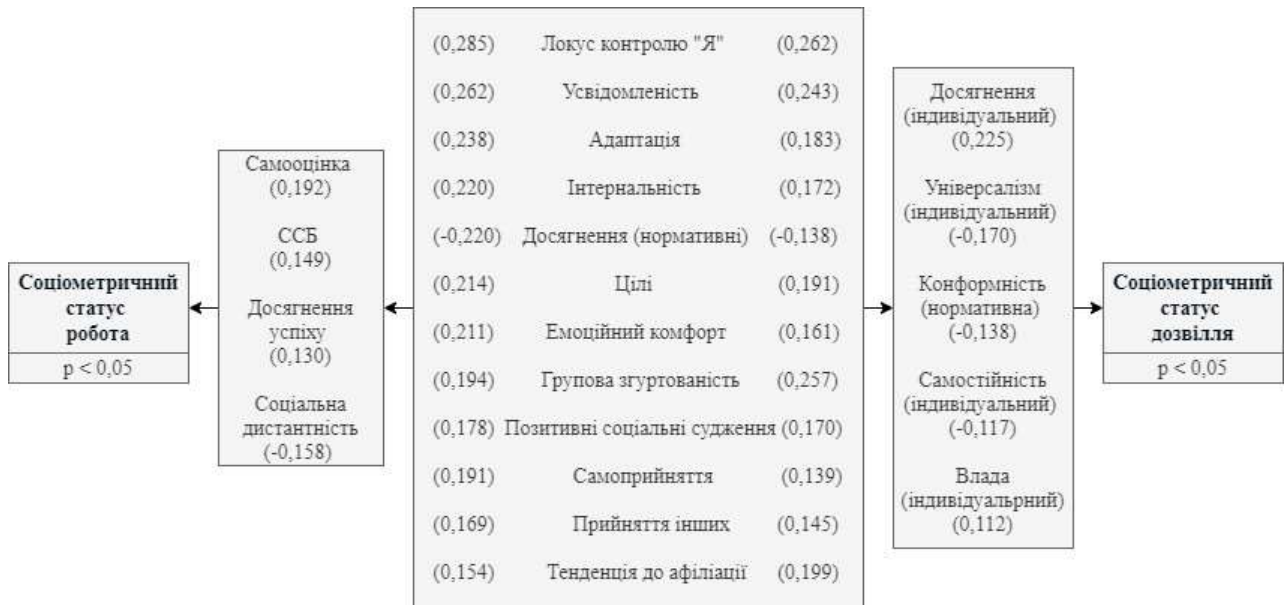 Соціометричний
статус
робота
p < 0,05
Самооцінка
(0,192)
ССБ
(0,149)
Досягнення
успіху
(0,130)
Соціальна
дистантність
(-0,158)
(0,285) Локус контролю "Я" (0,262)
(0,262) Усвідомленість (0,243)
(0,238) Адаптація (0,183)
(0,220) Інтернальність (0,172)
(-0,220) Досягнення (нормативні) (-0,138)
(0,214) Цілі (0,191)
(0,211) Емоційний комфорт (0,161)
(0,194) Групова згуртованість (0,257)
(0,178) Позитивні соціальні судження (0,170)
(0,191) Самоприйняття (0,139)
(0,169) Прийняття інших (0,145)
(0,154) Тенденція до афіліації (0,199)
Досягнення
(індивідуальний)
(0,225)
Універсалізм
(індивідуальний)
(-0,170)
Конформність
(нормативна)
(-0,138)
Самостійність
(індивідуальний)
(-0,117)
Влада
(індивідуальрний)
(0,112)
Соціометричний
статус
дозвілля
p < 0,05